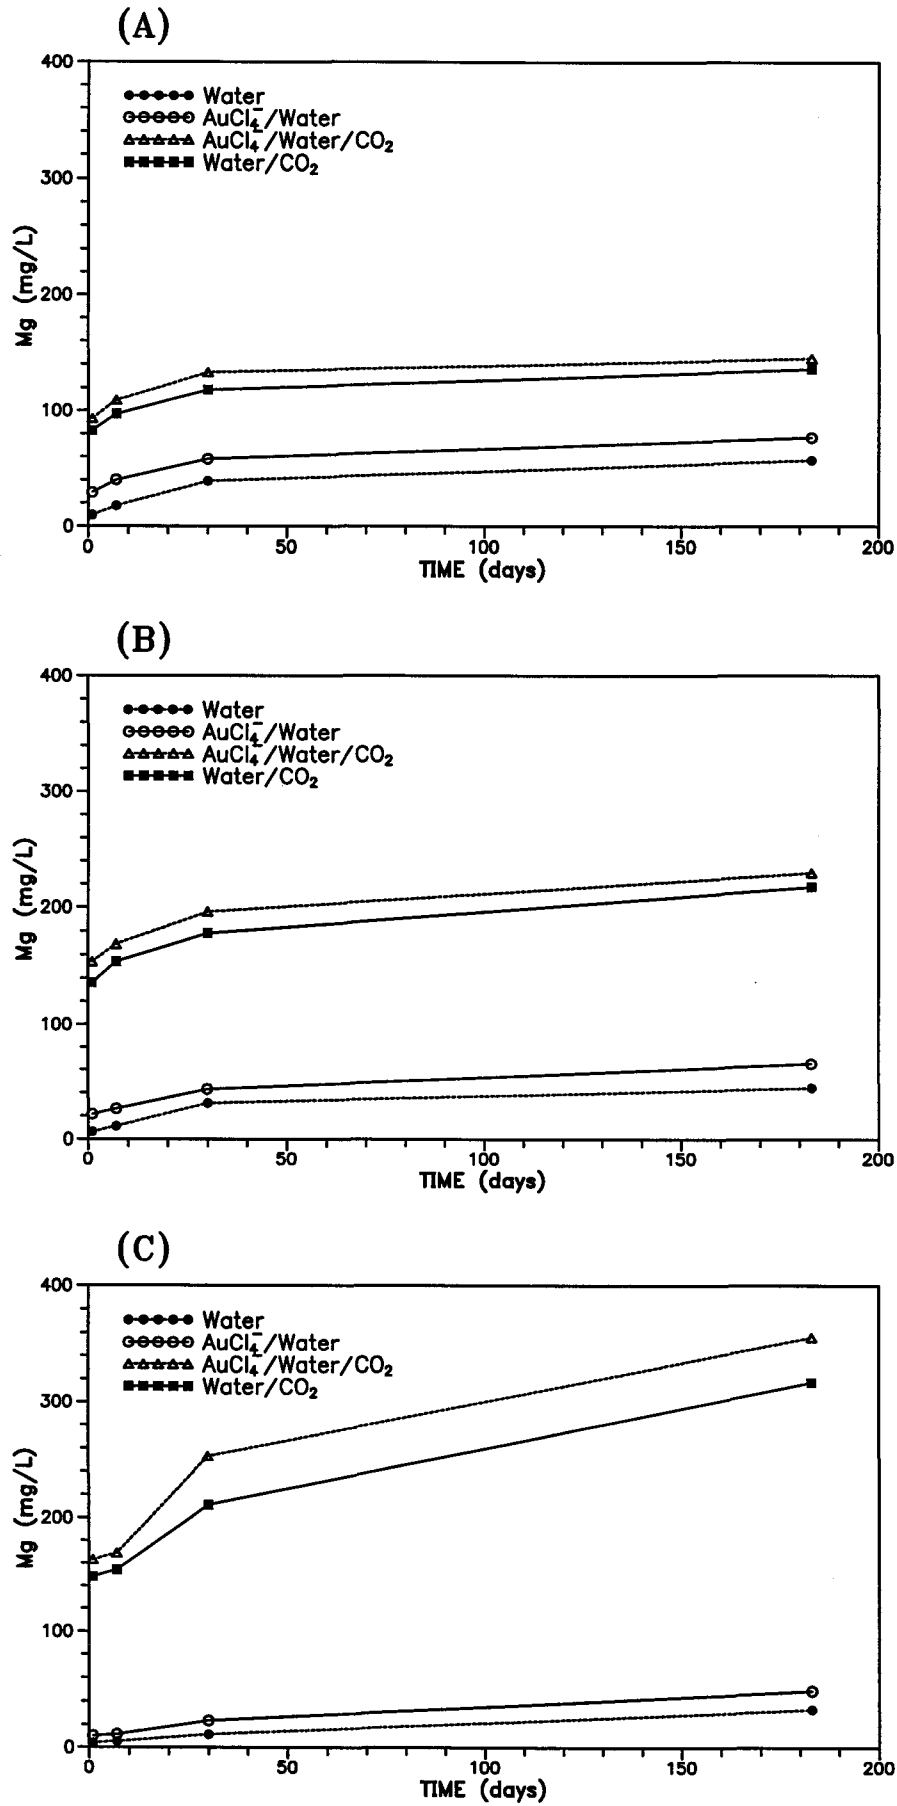 (A)
400
300
200
100
0
Mg (mg/L)
Water
AuCl₄⁻/Water
AuCl₄⁻/Water/CO₂
Water/CO₂
0 50 100 150 200
TIME (days)
(B)
400
300
200
100
0
Mg (mg/L)
Water
AuCl₄⁻/Water
AuCl₄⁻/Water/CO₂
Water/CO₂
0 50 100 150 200
TIME (days)
(C)
400
300
200
100
0
Mg (mg/L)
Water
AuCl₄⁻/Water
AuCl₄⁻/Water/CO₂
Water/CO₂
0 50 100 150 200
TIME (days)